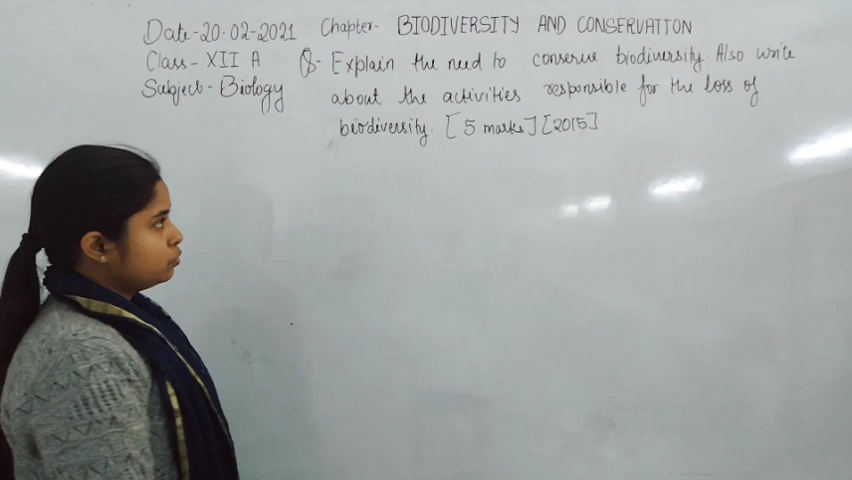 Date-20-02-2021 Chapter- BIODIVERSITY AND CONSERVATION
Class- XII A Q- Explain the need to conserve biodiversity Also write
Subject- Biology about the activities responsible for the loss of
biodiversity. [5 marks] [2015]